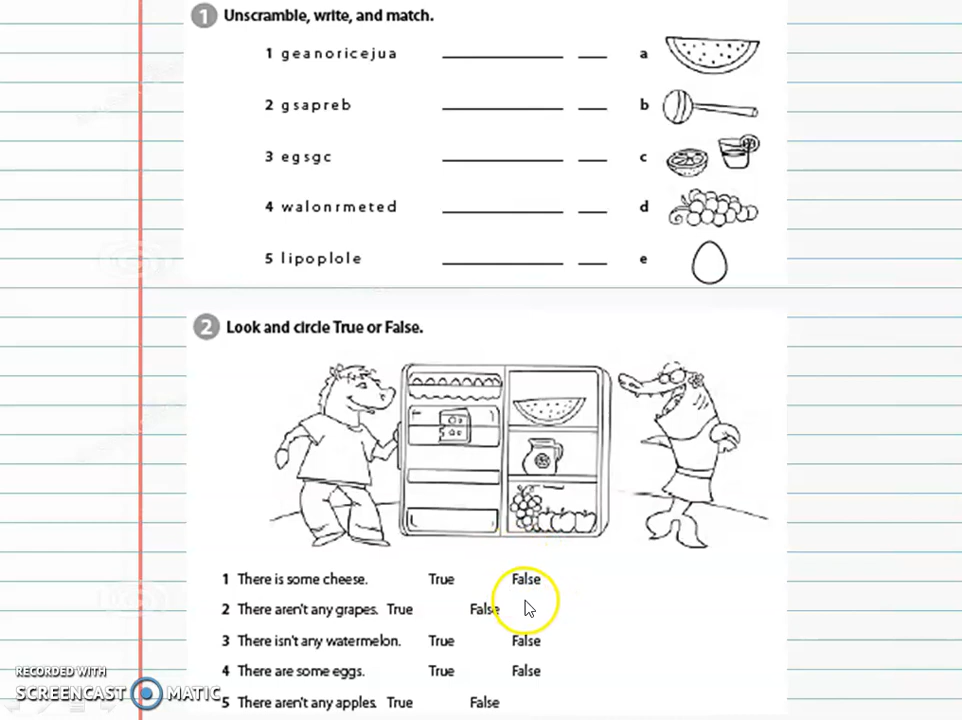 1 Unscramble, write, and match.
1 geanoricejua a
2 gsapreb b
3 egsgc c
4 walonrmeted d
5 lipoplole e
2 Look and circle True or False.
1 There is some cheese. True False
2 There aren't any grapes. True False
3 There isn't any watermelon. True False
4 There are some eggs. True False
5 There aren't any apples. True False
RECORDED WITH
SCREENCAST MATIC